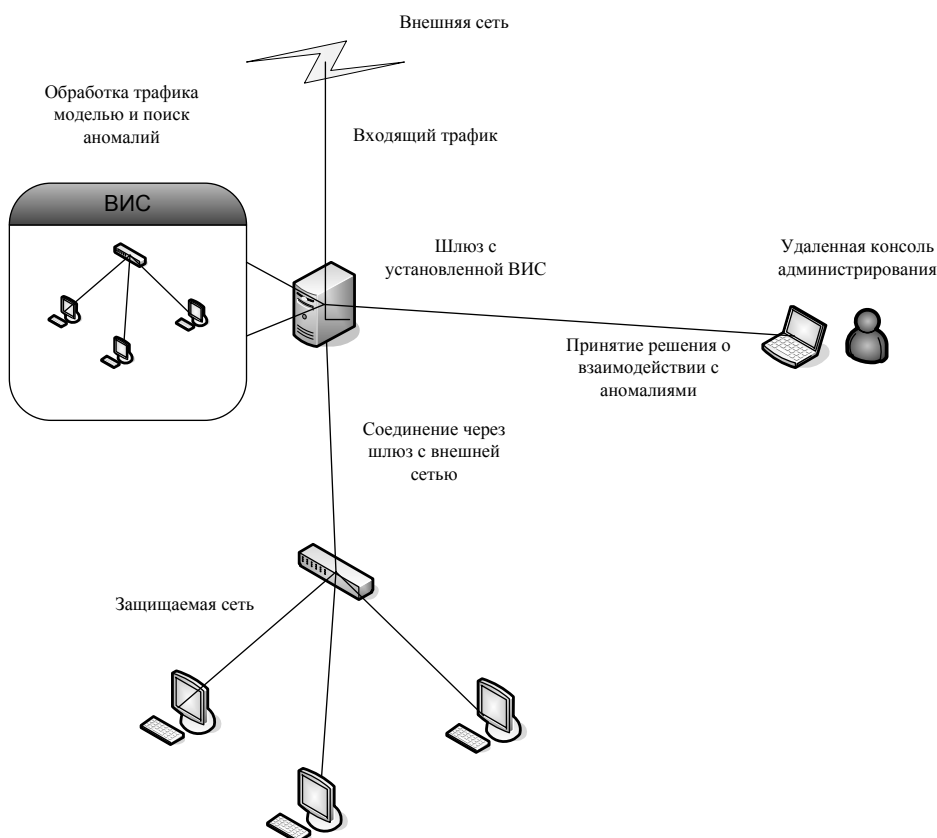 Внешняя сеть
Обработка трафика
моделью и поиск
аномалий
Входящий трафик
ВИС
Шлюз с
установленной ВИС
Удаленная консоль
администрирования
Принятие решения о
взаимодействии с
аномалиями
Соединение через
шлюз с внешней
сетью
Защищаемая сеть